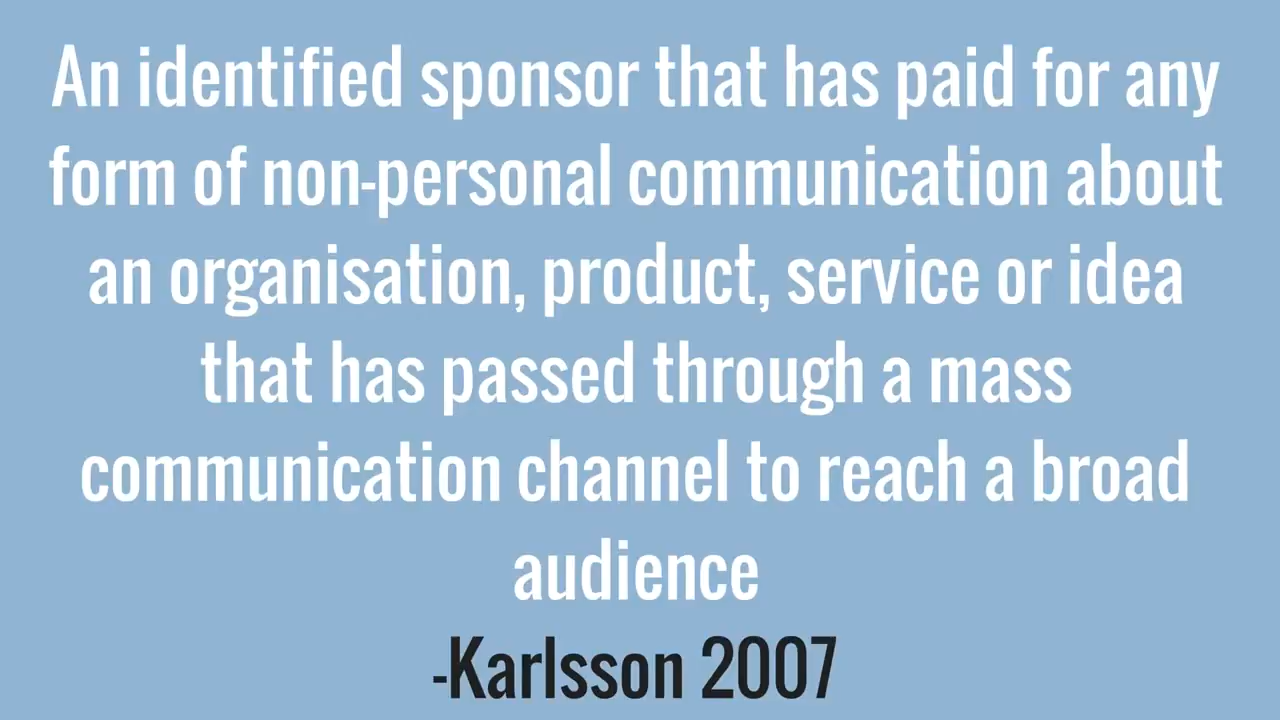 An identified sponsor that has paid for any
form of non-personal communication about
an organisation, product, service or idea
that has passed through a mass
communication channel to reach a broad
audience
-Karlsson 2007